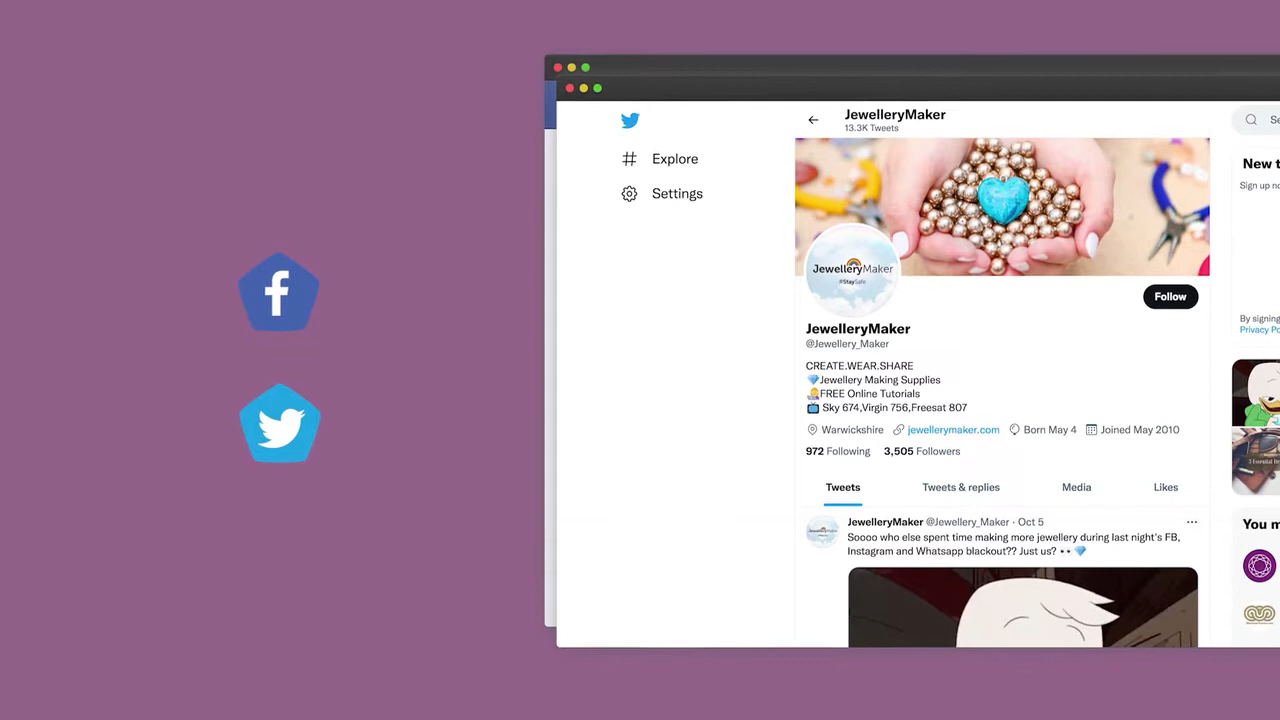 JewelleryMaker
13.3K Tweets
Explore
Settings
JewelleryMaker
#StaySafe
Follow
JewelleryMaker
@Jewellery_Maker
CREATE.WEAR.SHARE
💎Jewellery Making Supplies
👩‍🎨FREE Online Tutorials
📺 Sky 674,Virgin 756,Freesat 807
Warwickshire jewellerymaker.com Born May 4 Joined May 2010
972 Following 3,505 Followers
Tweets Tweets & replies Media Likes
JewelleryMaker @Jewellery_Maker · Oct 5 ···
Soooo who else spent time making more jewellery during last night's FB,
Instagram and Whatsapp blackout?? Just us? 👀 💎
Se
New t
Sign up no
By signing
Privacy Po
You m